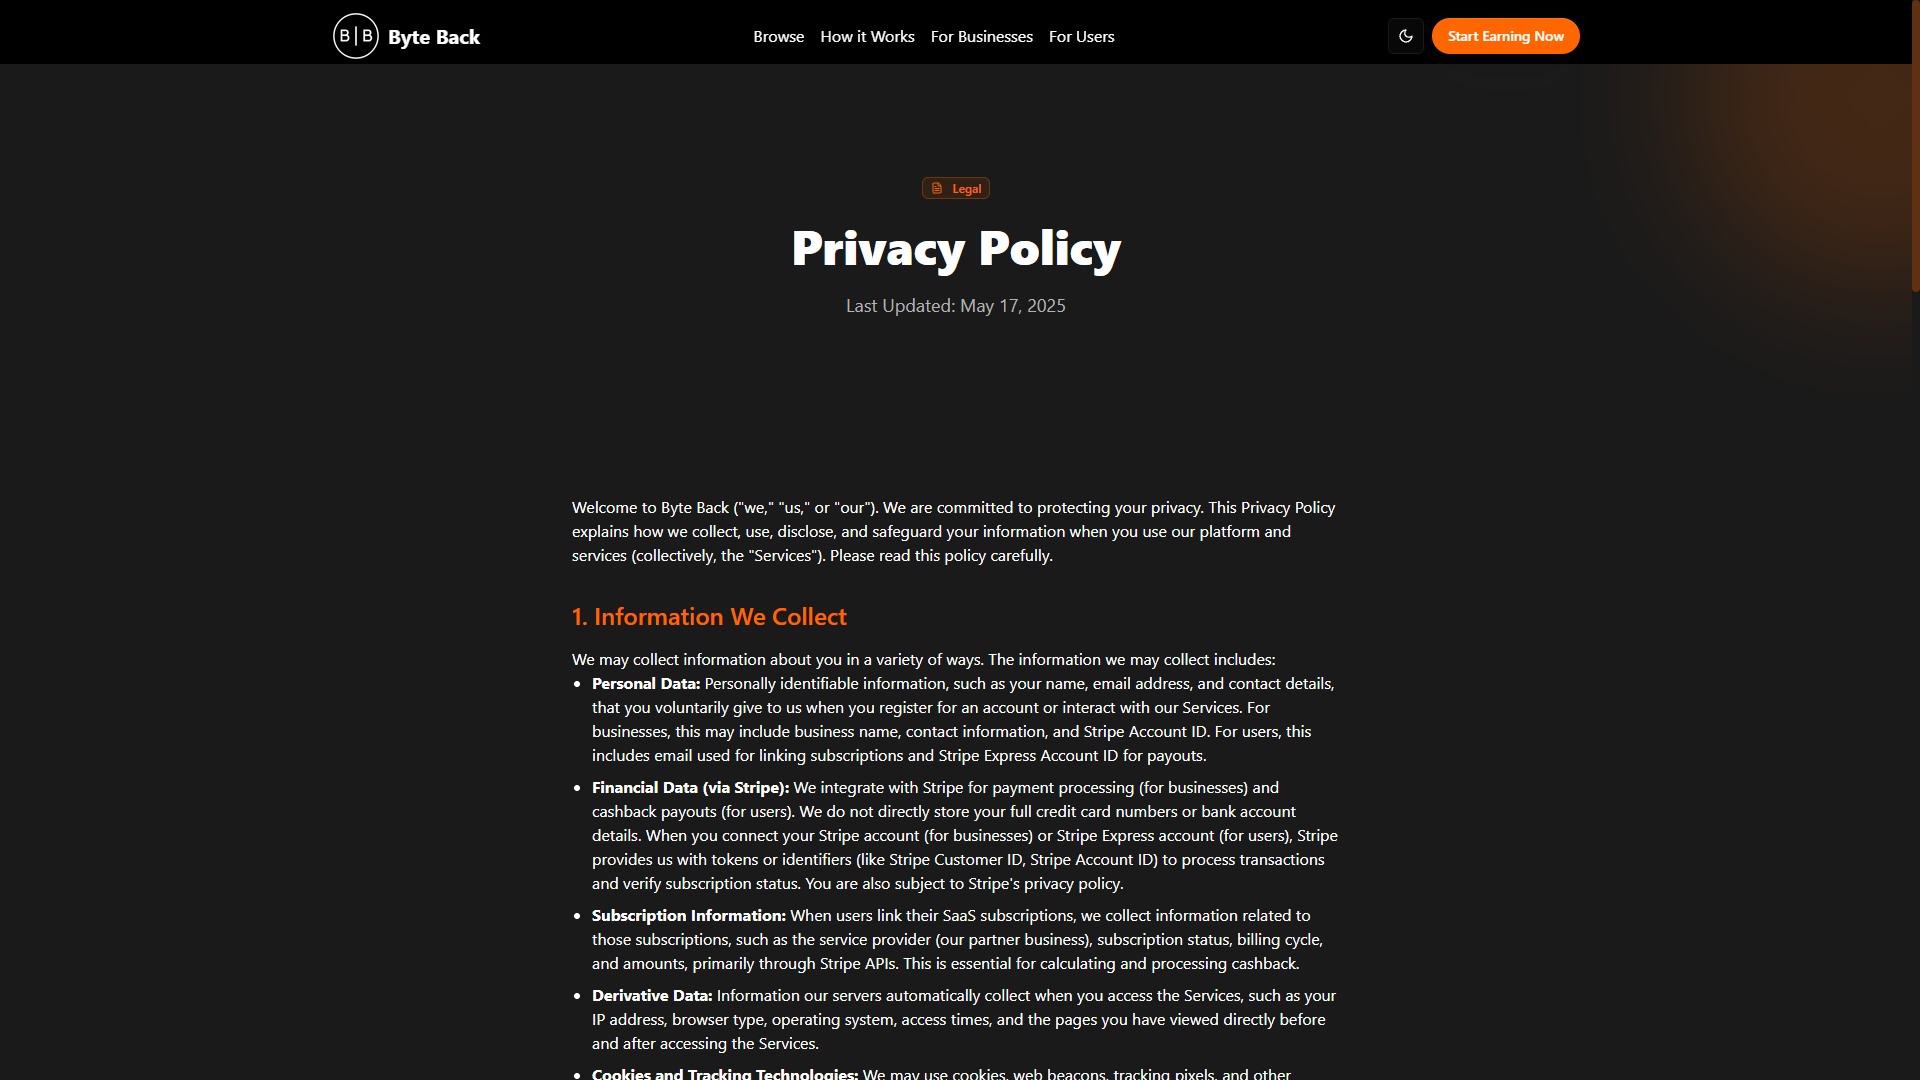 B|B Byte Back
Browse How it Works For Businesses For Users
Start Earning Now
Legal
Privacy Policy
Last Updated: May 17, 2025
Welcome to Byte Back ("we," "us," or "our"). We are committed to protecting your privacy. This Privacy Policy
explains how we collect, use, disclose, and safeguard your information when you use our platform and
services (collectively, the "Services"). Please read this policy carefully.
1. Information We Collect
We may collect information about you in a variety of ways. The information we may collect includes:
• Personal Data: Personally identifiable information, such as your name, email address, and contact details,
that you voluntarily give to us when you register for an account or interact with our Services. For
businesses, this may include business name, contact information, and Stripe Account ID. For users, this
includes email used for linking subscriptions and Stripe Express Account ID for payouts.
• Financial Data (via Stripe): We integrate with Stripe for payment processing (for businesses) and
cashback payouts (for users). We do not directly store your full credit card numbers or bank account
details. When you connect your Stripe account (for businesses) or Stripe Express account (for users), Stripe
provides us with tokens or identifiers (like Stripe Customer ID, Stripe Account ID) to process transactions
and verify subscription status. You are also subject to Stripe's privacy policy.
• Subscription Information: When users link their SaaS subscriptions, we collect information related to
those subscriptions, such as the service provider (our partner business), subscription status, billing cycle,
and amounts, primarily through Stripe APIs. This is essential for calculating and processing cashback.
• Derivative Data: Information our servers automatically collect when you access the Services, such as your
IP address, browser type, operating system, access times, and the pages you have viewed directly before
and after accessing the Services.
• Cookies and Tracking Technologies: We may use cookies, web beacons, tracking pixels, and other